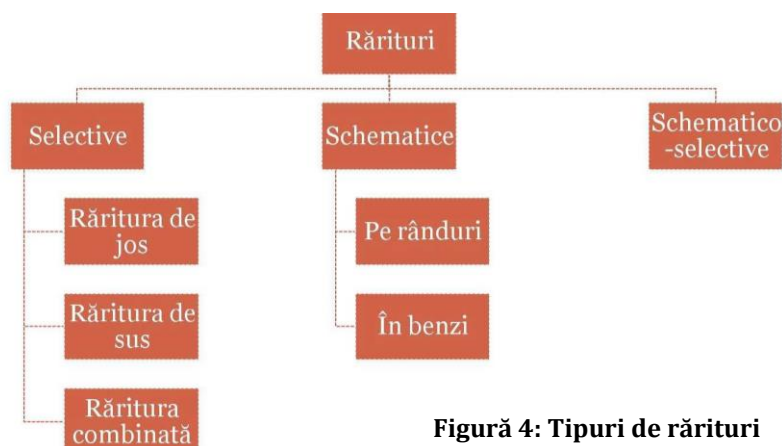 Rărituri
Selective
Schematice
Schematico
-selective
Răritura de
jos
Răritura de
sus
Răritura
combinată
Pe rânduri
În benzi
Figură 4: Tipuri de rărituri